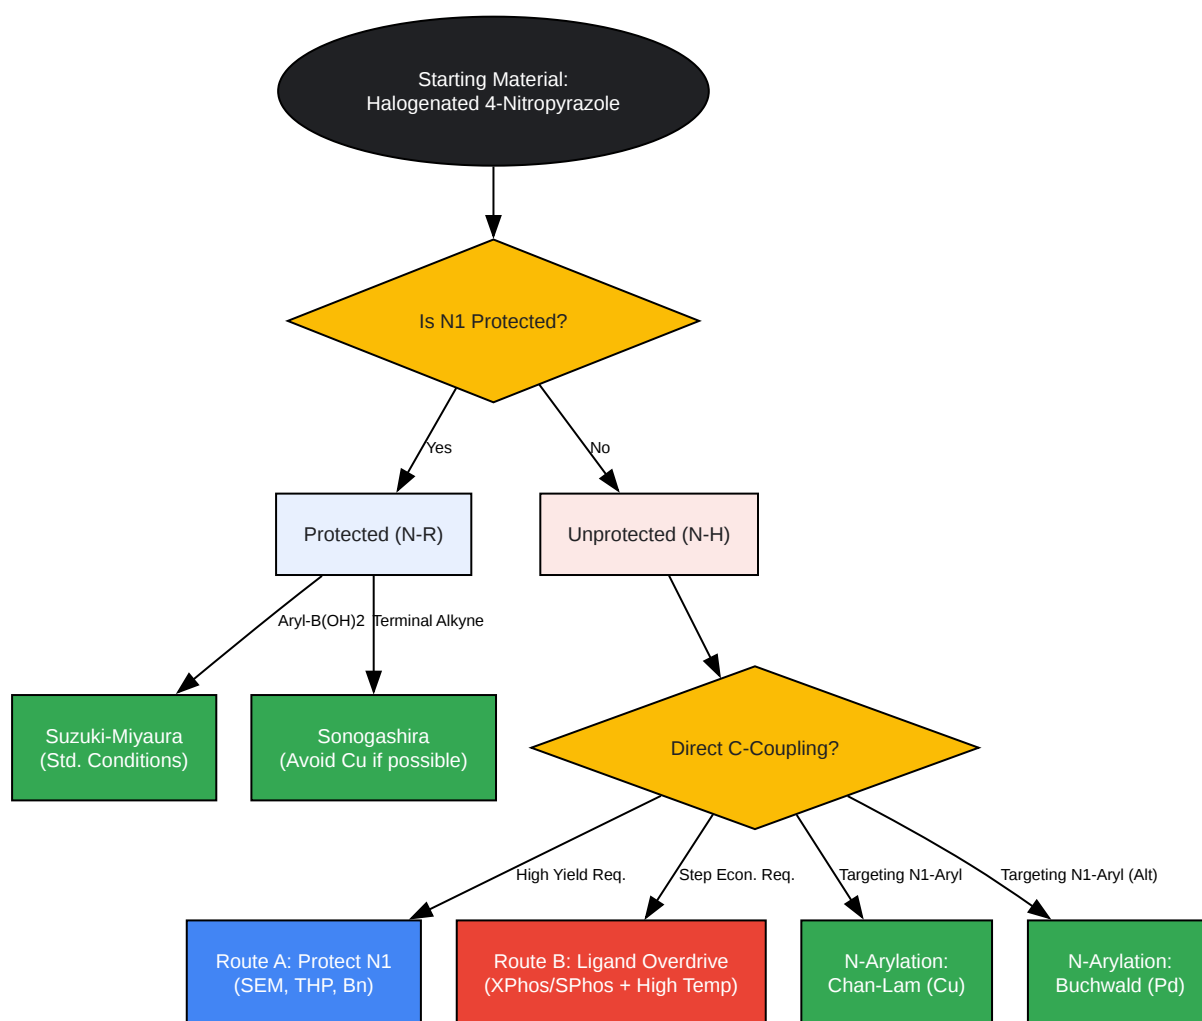 Starting Material:
Halogenated 4-Nitropyrazole
Is N1 Protected?
Yes
No
Protected (N-R)
Unprotected (N-H)
Aryl-B(OH)2
Terminal Alkyne
Suzuki-Miyaura
(Std. Conditions)
Sonogashira
(Avoid Cu if possible)
Direct C-Coupling?
High Yield Req.
Step Econ. Req.
Targeting N1-Aryl
Targeting N1-Aryl (Alt)
Route A: Protect N1
(SEM, THP, Bn)
Route B: Ligand Overdrive
(XPhos/SPhos + High Temp)
N-Arylation:
Chan-Lam (Cu)
N-Arylation:
Buchwald (Pd)